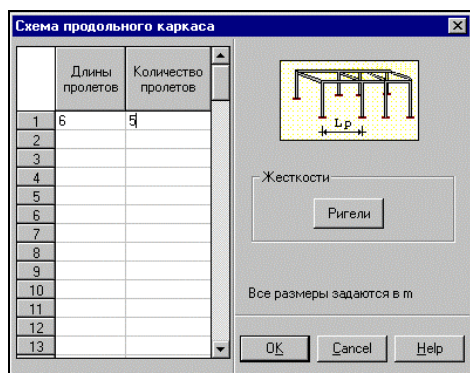 Схема продольного каркаса
Длины пролетов
Количество пролетов
1 6 5
2
3
4
5
6
7
8
9
10
11
12
13
Lp
Жесткости
Ригели
Все размеры задаются в m
OK Cancel Help